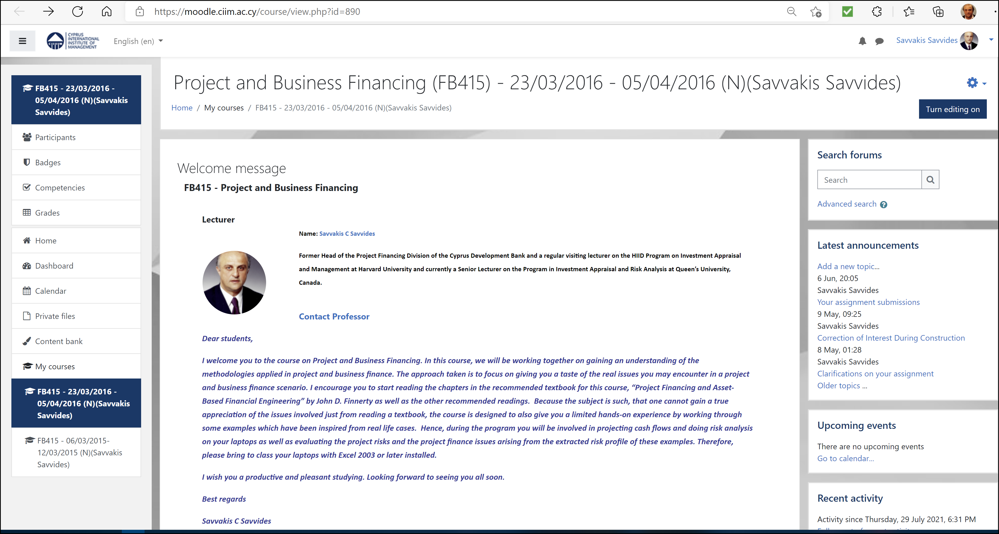 https://moodle.ciim.ac.cy/course/view.php?id=890
CYPRUS
INTERNATIONAL
INSTITUTE OF
MANAGEMENT
English (en)
Savvakis Savvides
FB415 - 23/03/2016 -
05/04/2016 (N)(Savvakis
Savvides)
Participants
Badges
Competencies
Grades
Home
Dashboard
Calendar
Private files
Content bank
My courses
FB415 - 23/03/2016 -
05/04/2016 (N)(Savvakis
Savvides)
FB415 - 06/03/2015-
12/03/2015 (N)(Savvakis
Savvides)
Project and Business Financing (FB415) - 23/03/2016 - 05/04/2016 (N)(Savvakis Savvides)
Home / My courses / FB415 - 23/03/2016 - 05/04/2016 (N)(Savvakis Savvides)
Turn editing on
Welcome message
FB415 - Project and Business Financing
Lecturer
Name: Savvakis C Savvides
Former Head of the Project Financing Division of the Cyprus Development Bank and a regular visiting lecturer on the HIID Program on Investment Appraisal
and Management at Harvard University and currently a Senior Lecturer on the Program in Investment Appraisal and Risk Analysis at Queen’s University,
Canada.
Contact Professor
Dear students,
I welcome you to the course on Project and Business Financing. In this course, we will be working together on gaining an understanding of the
methodologies applied in project and business finance. The approach taken is to focus on giving you a taste of the real issues you may encounter in a project
and business finance scenario. I encourage you to start reading the chapters in the recommended textbook for this course, “Project Financing and Asset-
Based Financial Engineering” by John D. Finnerty as well as the other recommended readings.  Because the subject is such, that one cannot gain a true
appreciation of the issues involved just from reading a textbook, the course is designed to also give you a limited hands-on experience by working through
some examples which have been inspired from real life cases.  Hence, during the program you will be involved in projecting cash flows and doing risk analysis
on your laptops as well as evaluating the project risks and the project finance issues arising from the extracted risk profile of these examples. Therefore,
please bring to class your laptops with Excel 2003 or later installed.
I wish you a productive and pleasant studying. Looking forward to seeing you all soon.
Best regards
Savvakis C Savvides
Search forums
Search
Advanced search
Latest announcements
Add a new topic...
6 Jun, 20:05
Savvakis Savvides
Your assignment submissions
9 May, 09:25
Savvakis Savvides
Correction of Interest During Construction
8 May, 01:28
Savvakis Savvides
Clarifications on your assignment
Older topics ...
Upcoming events
There are no upcoming events
Go to calendar...
Recent activity
Activity since Thursday, 29 July 2021, 6:31 PM